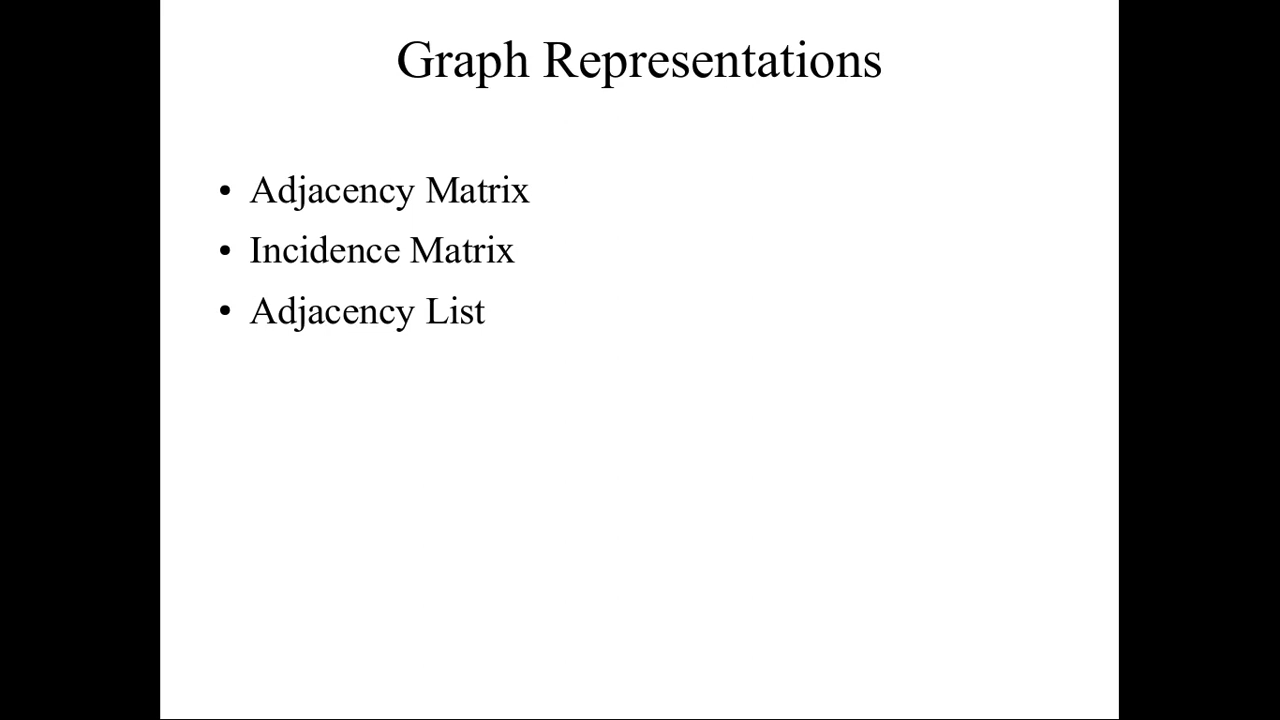 Graph Representations
• Adjacency Matrix
• Incidence Matrix
• Adjacency List